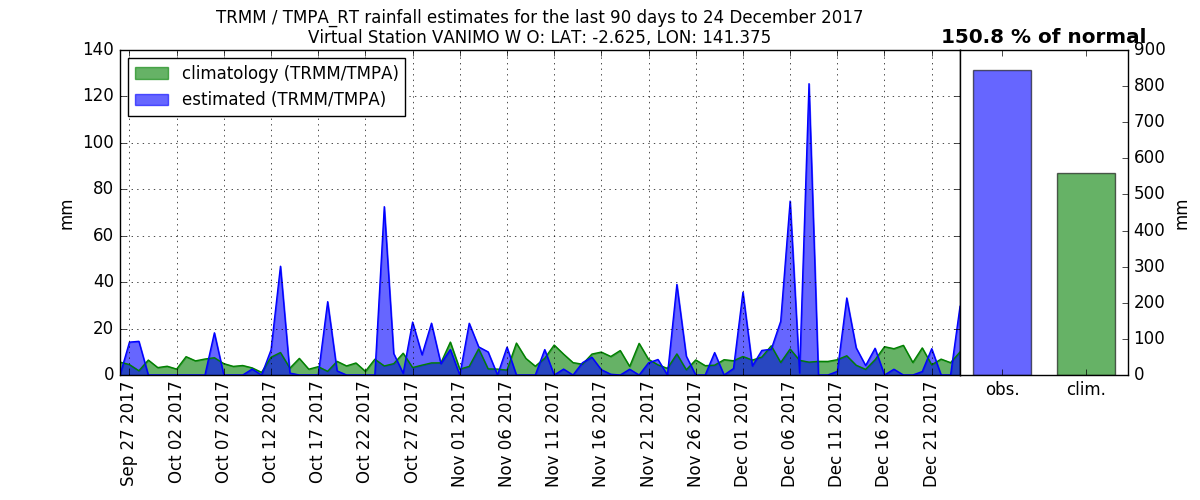 TRMM / TMPA_RT rainfall estimates for the last 90 days to 24 December 2017
Virtual Station VANIMO W O: LAT: -2.625, LON: 141.375
150.8 % of normal
climatology (TRMM/TMPA)
estimated (TRMM/TMPA)
140
120
100
80
60
40
20
0
mm
Sep 27 2017
Oct 02 2017
Oct 07 2017
Oct 12 2017
Oct 17 2017
Oct 22 2017
Oct 27 2017
Nov 01 2017
Nov 06 2017
Nov 11 2017
Nov 16 2017
Nov 21 2017
Nov 26 2017
Dec 01 2017
Dec 06 2017
Dec 11 2017
Dec 16 2017
Dec 21 2017
900
800
700
600
500
400
300
200
100
0
mm
obs.
clim.